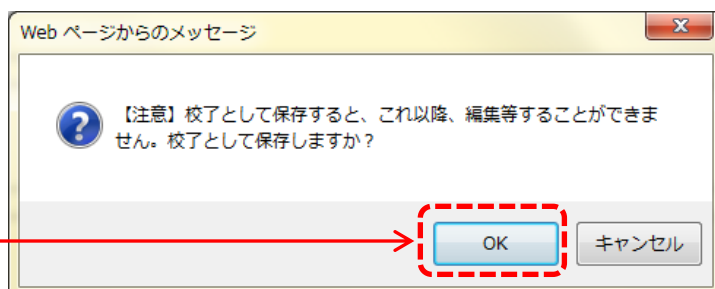 Web ページからのメッセージ
【注意】校了として保存すると、これ以降、編集等することができま
せん。校了として保存しますか？
OK
キャンセル